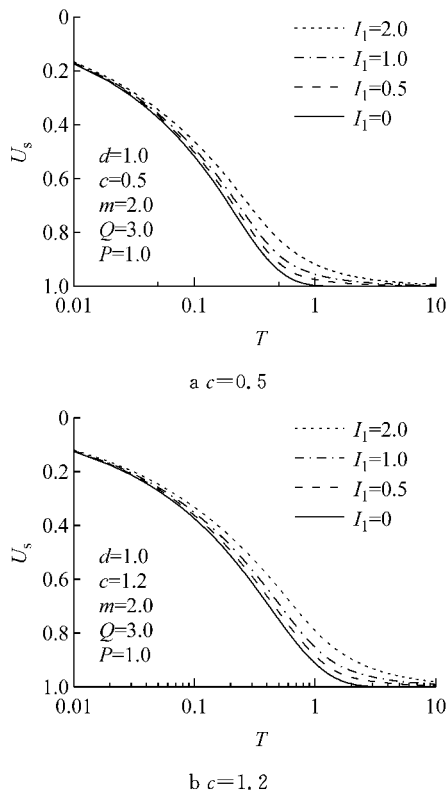 0
0.2
0.4
0.6
0.8
1.0
U_s
I_1=2.0
I_1=1.0
I_1=0.5
I_1=0
d=1.0
c=0.5
m=2.0
Q=3.0
P=1.0
0.01 0.1 1 10
T
a c=0.5
0
0.2
0.4
0.6
0.8
1.0
U_s
I_1=2.0
I_1=1.0
I_1=0.5
I_1=0
d=1.0
c=1.2
m=2.0
Q=3.0
P=1.0
0.01 0.1 1 10
T
b c=1.2